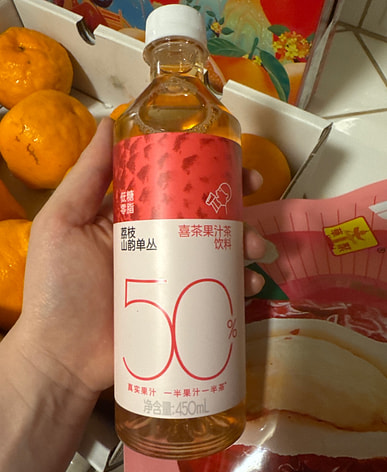 低糖
零脂
荔枝
山韵单丛
喜茶果汁茶
饮料
50%
真实果汁 一半果汁一半茶
净含量:450mL